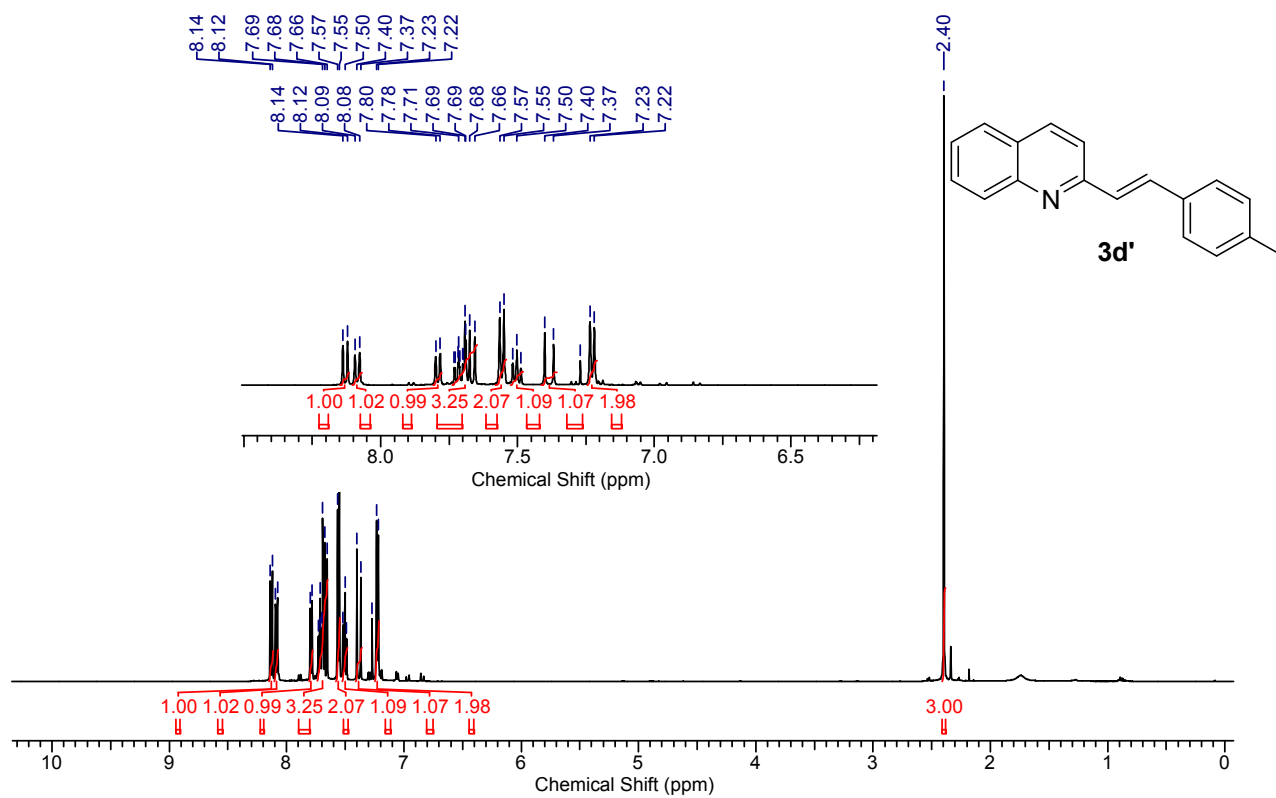 8.14 8.12 7.69 7.68 7.66 7.57 7.55 7.50 7.40 7.37 7.23 7.22
2.40
8.14 8.12 8.09 8.08 7.80 7.78 7.71 7.69 7.69 7.68 7.66 7.57 7.55 7.50 7.40 7.37 7.23 7.22
N
3d'
1.00 1.02 0.99 3.25 2.07 1.09 1.07 1.98
8.0 7.5 7.0 6.5
Chemical Shift (ppm)
1.00 1.02 0.99 3.25 2.07 1.09 1.07 1.98 3.00
10 9 8 7 6 5 4 3 2 1 0
Chemical Shift (ppm)